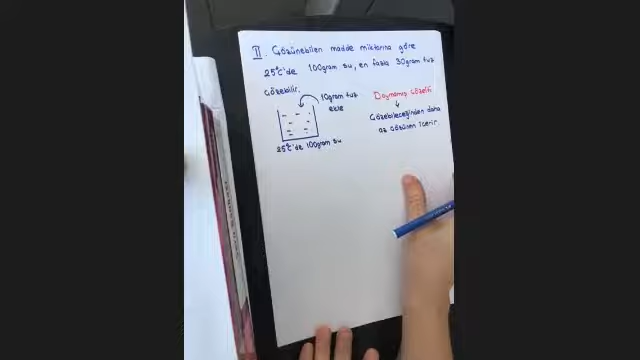 II. Çözünebilen madde miktarına göre
25°C'de 100gram su, en fazla 30gram tuz
çözebilir.
10gram tuz
ekle
25°C'de 100gram su
Doymamış çözelti
↓
Çözebileceğinden daha
az çözünen içerir.